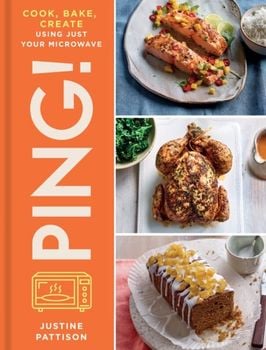 COOK, BAKE,
CREATE
USING JUST
YOUR MICROWAVE
PING!
JUSTINE
PATTISON